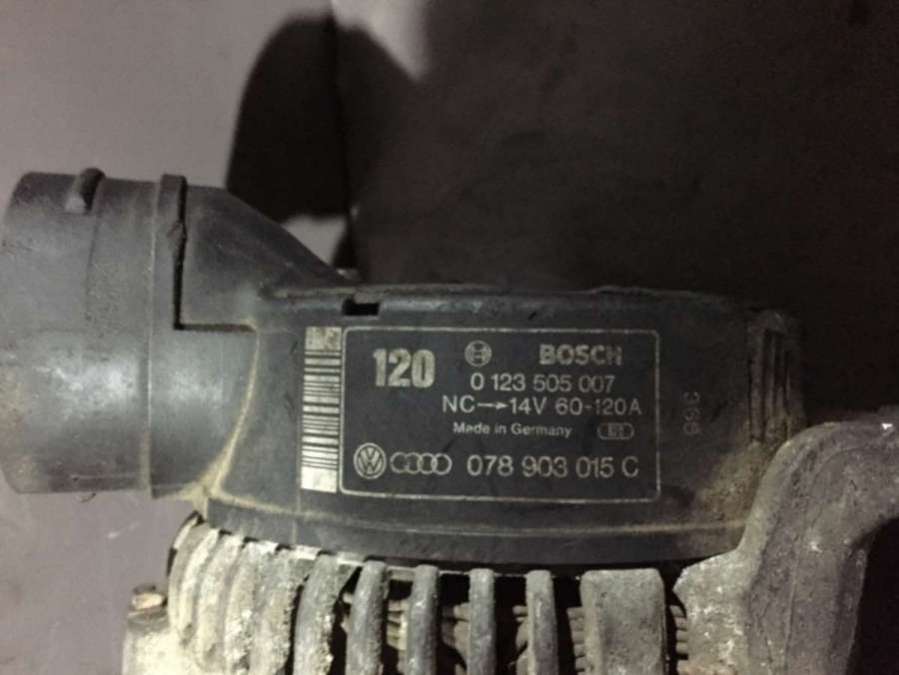 120 BOSCH
0 123 505 007
NC→14V 60-120A
Made in Germany
078 903 015 C